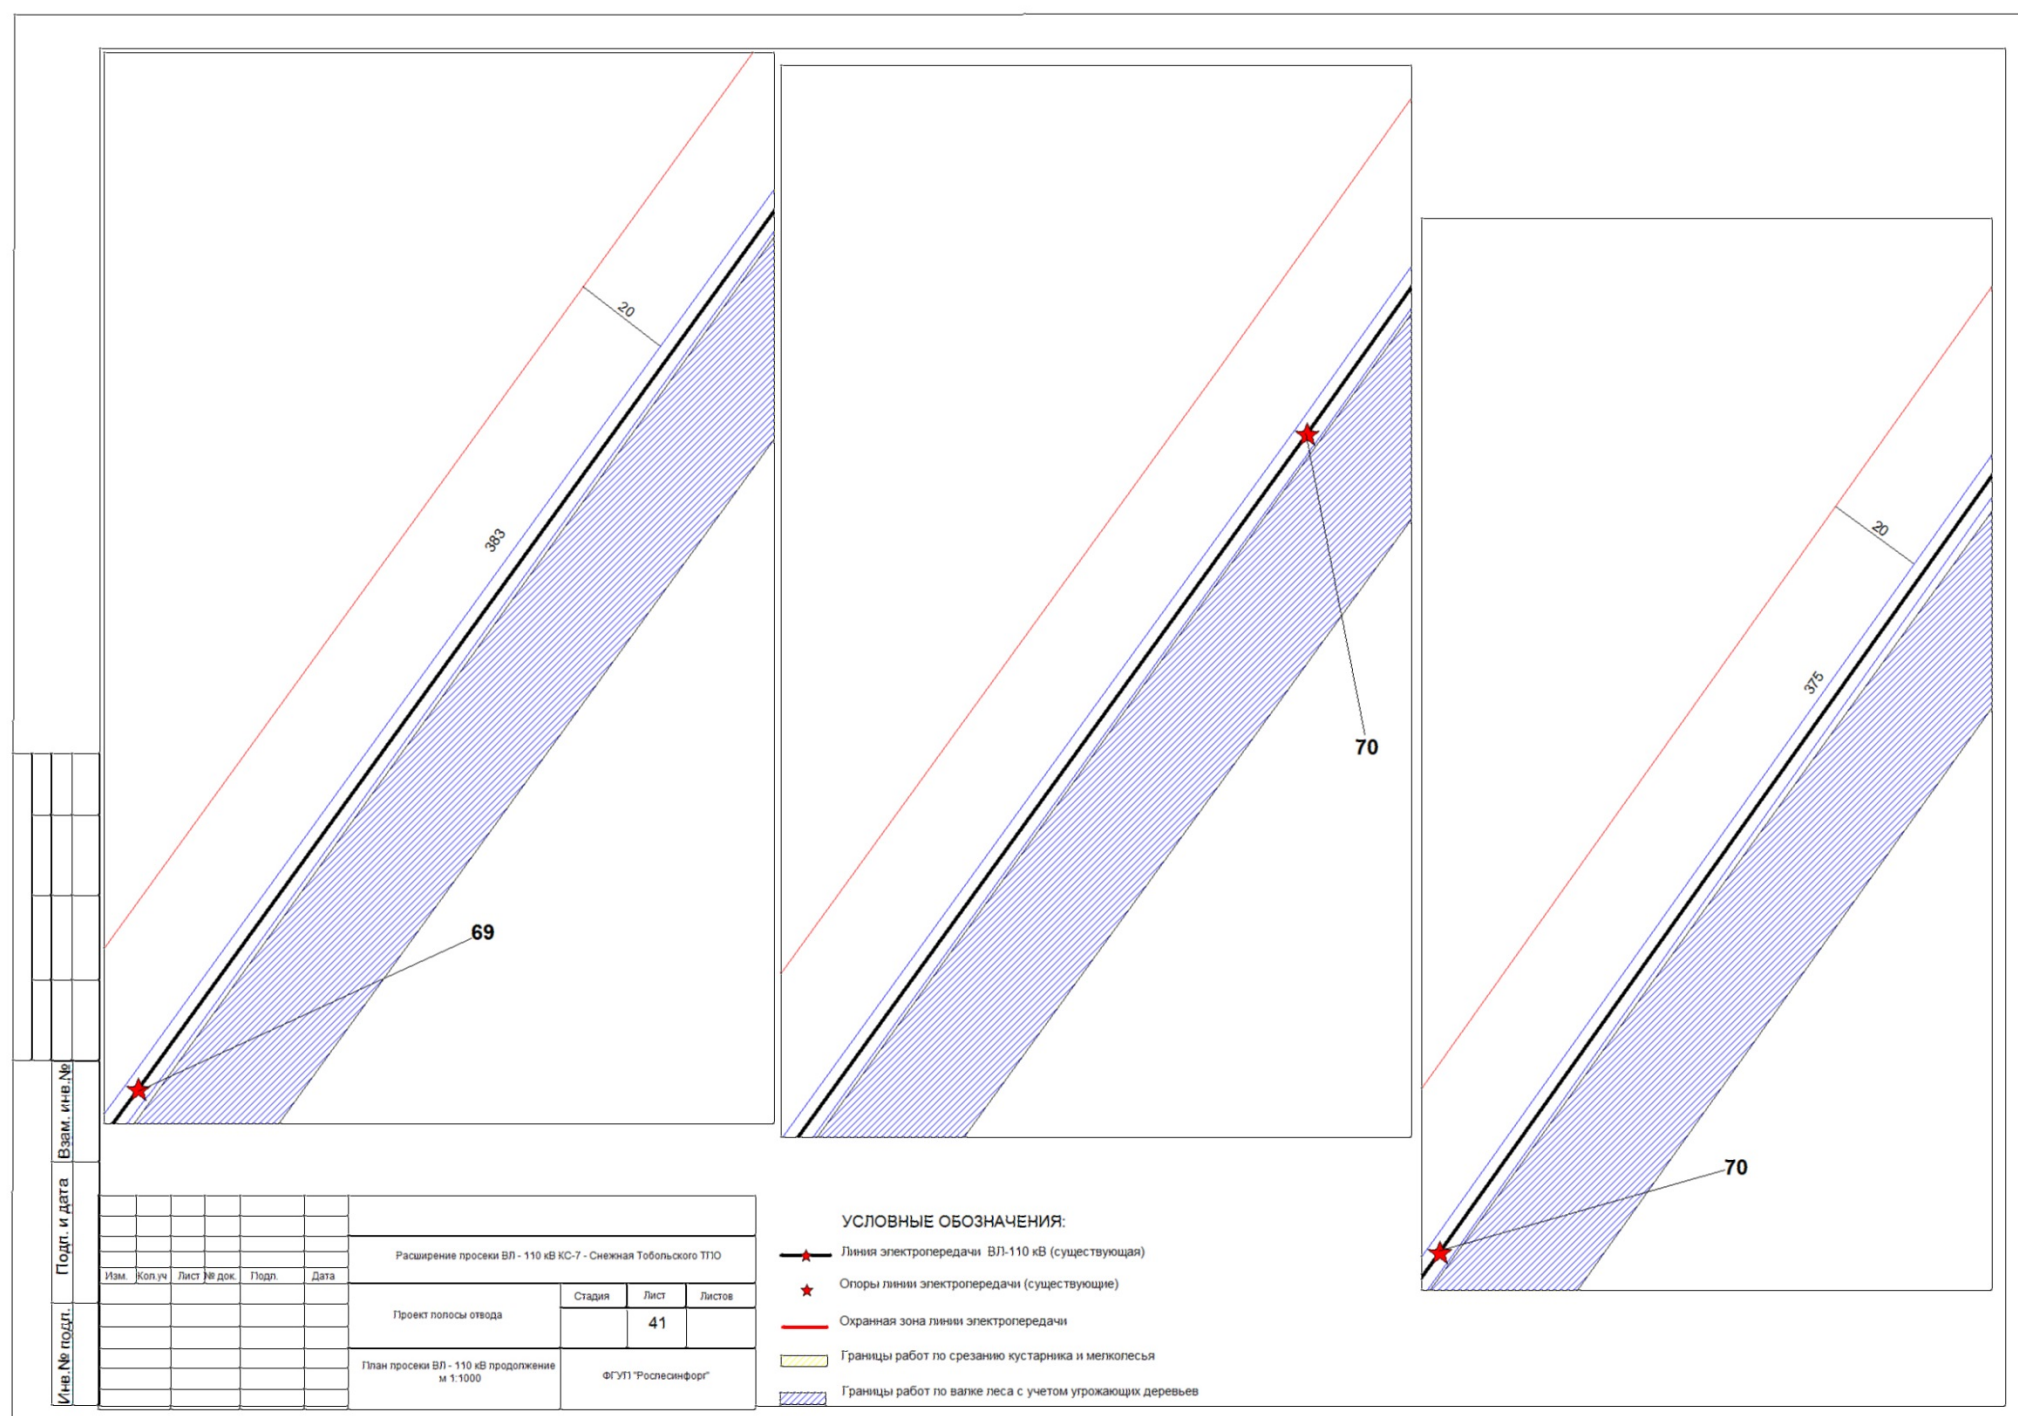 20
383
69
70
20
375
70
Взам. инв.№
Подп. и дата
Инв.№ подл.
Расширение просеки ВЛ - 110 кВ КС-7 - Снежная Тобольского ТПО
Изм. Кол.уч Лист № док. Подп. Дата
Проект полосы отвода
Стадия Лист Листов
41
План просеки ВЛ - 110 кВ продолжение
м 1:1000
ФГУП "Рослесинфорг"
УСЛОВНЫЕ ОБОЗНАЧЕНИЯ:
Линия электропередачи ВЛ-110 кВ (существующая)
Опоры линии электропередачи (существующие)
Охранная зона линии электропередачи
Границы работ по срезанию кустарника и мелколесья
Границы работ по валке леса с учетом угрожающих деревьев